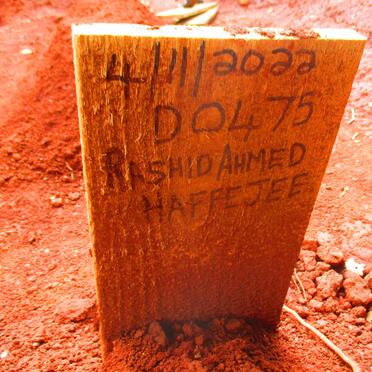 4/11/2022
D0475
RASHID AHMED
HAFFEJEE